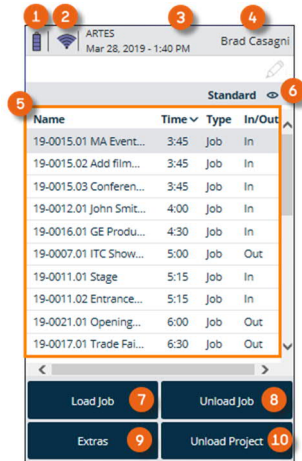 1 2 3 4
ARTES
Mar 28, 2019 - 1:40 PM Brad Casagni
Standard 6
5
Name Time Type In/Out
19-0015.01 MA Event... 3:45 Job In
19-0015.02 Add film... 3:45 Job In
19-0015.03 Conferen... 3:45 Job In
19-0012.01 John Smit... 4:00 Job In
19-0016.01 GE Produ... 4:30 Job In
19-0007.01 ITC Show... 5:00 Job Out
19-0011.01 Stage 5:15 Job In
19-0011.02 Entrance... 5:15 Job In
19-0021.01 Opening... 6:00 Job Out
19-0017.01 Trade Fai... 6:30 Job Out
Load Job 7 Unload Job 8
Extras 9 Unload Project 10